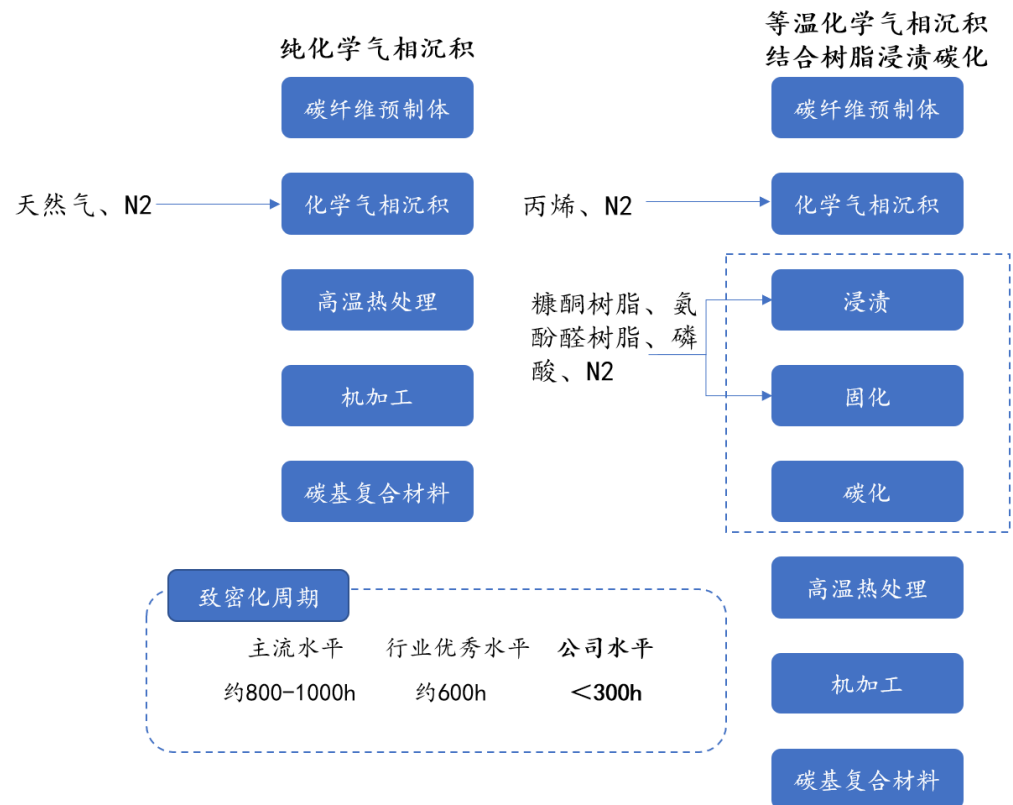 纯化学气相沉积
碳纤维预制体
天然气、N2
化学气相沉积
高温热处理
机加工
碳基复合材料
等温化学气相沉积
结合树脂浸渍碳化
碳纤维预制体
丙烯、N2
化学气相沉积
糠酮树脂、氨
酚醛树脂、磷
酸、N2
浸渍
固化
碳化
高温热处理
机加工
碳基复合材料
致密化周期
主流水平 行业优秀水平 公司水平
约800-1000h 约600h <300h